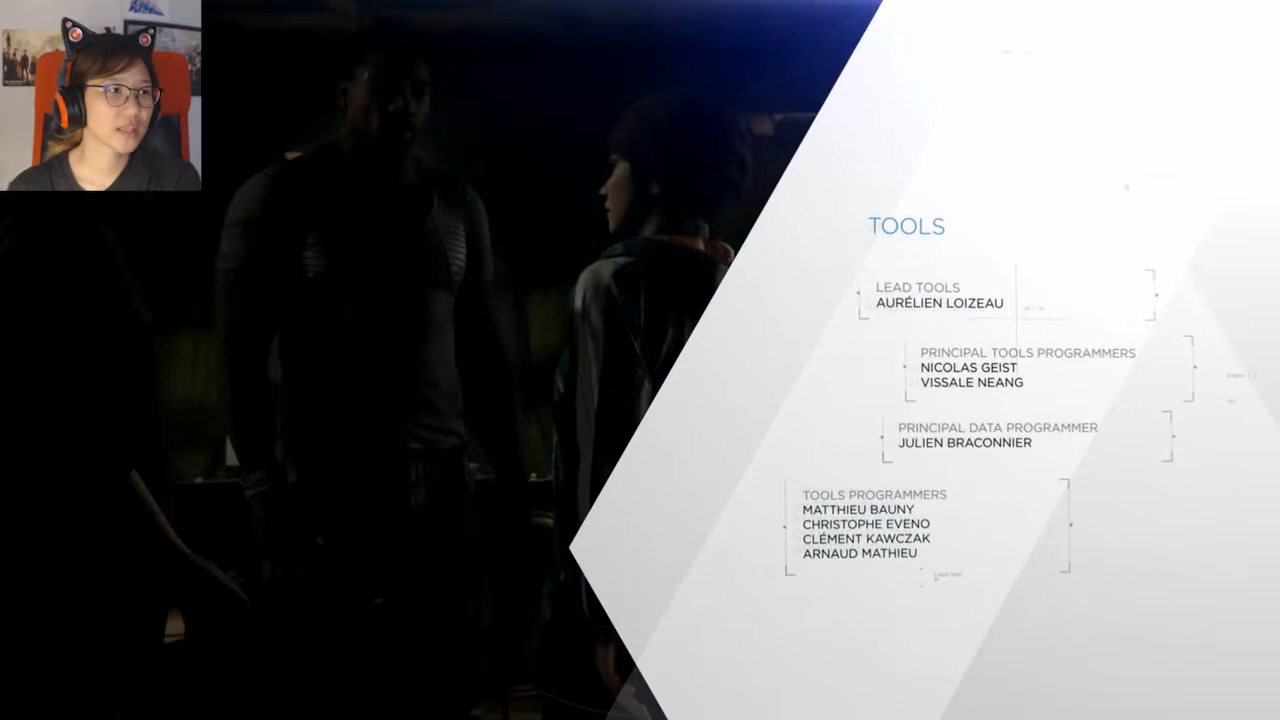 TOOLS
LEAD TOOLS
AURÉLIEN LOIZEAU
PRINCIPAL TOOLS PROGRAMMERS
NICOLAS GEIST
VISSALE NEANG
PRINCIPAL DATA PROGRAMMER
JULIEN BRACONNIER
TOOLS PROGRAMMERS
MATTHIEU BAUNY
CHRISTOPHE EVENO
CLÉMENT KAWCZAK
ARNAUD MATHIEU